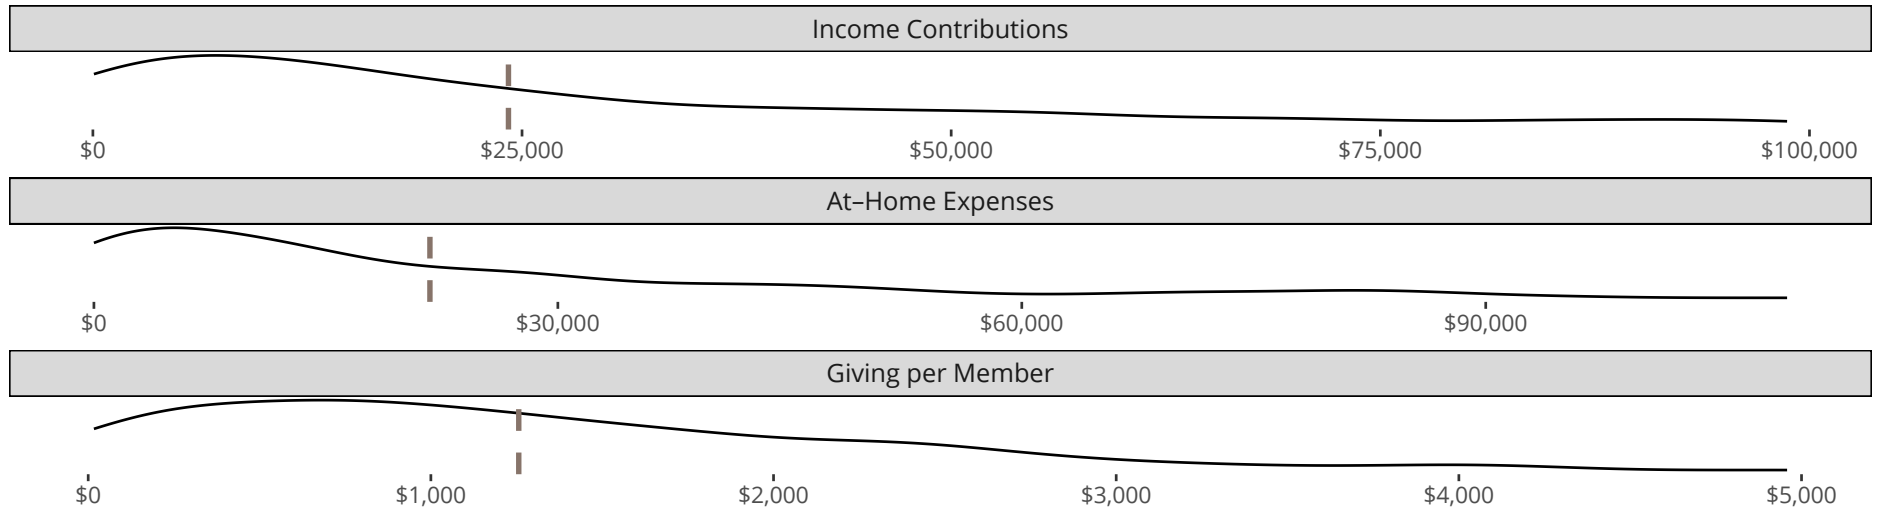 Income Contributions
$0 $25,000 $50,000 $75,000 $100,000
At–Home Expenses
$0 $30,000 $60,000 $90,000
Giving per Member
$0 $1,000 $2,000 $3,000 $4,000 $5,000